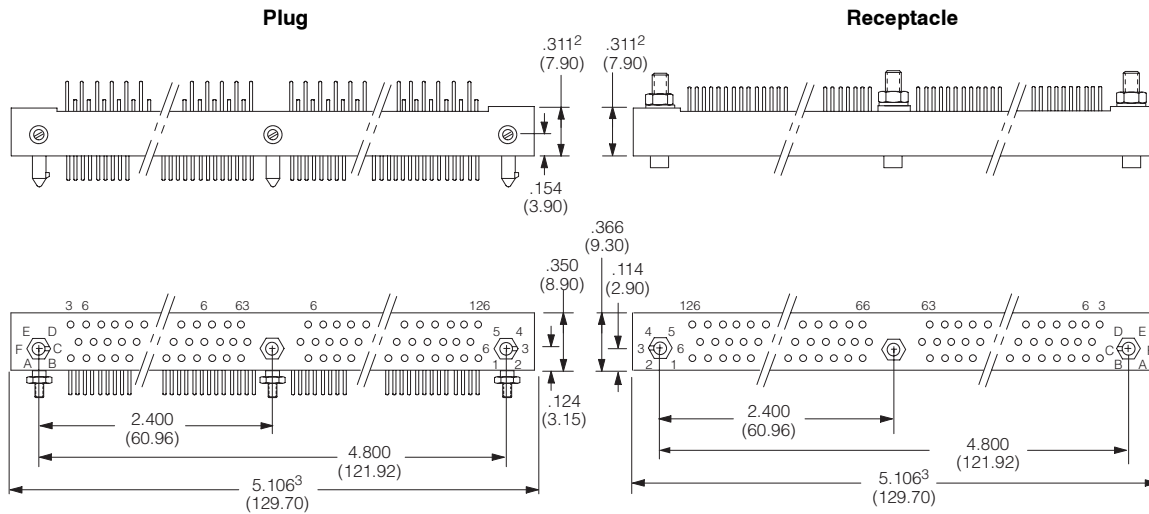 Plug
Receptacle
.311²
(7.90)
.311²
(7.90)
.154
(3.90)
.366
(9.30)
.350
(8.90)
.114
(2.90)
3 6 6 63 6 126
E D 5 4
F C 6 3
A B 1 2
126 66 63 6 3
4 5 D E
3 6 C
2 1 B A
.124
(3.15)
2.400
(60.96)
4.800
(121.92)
5.106³
(129.70)
2.400
(60.96)
4.800
(121.92)
5.106³
(129.70)